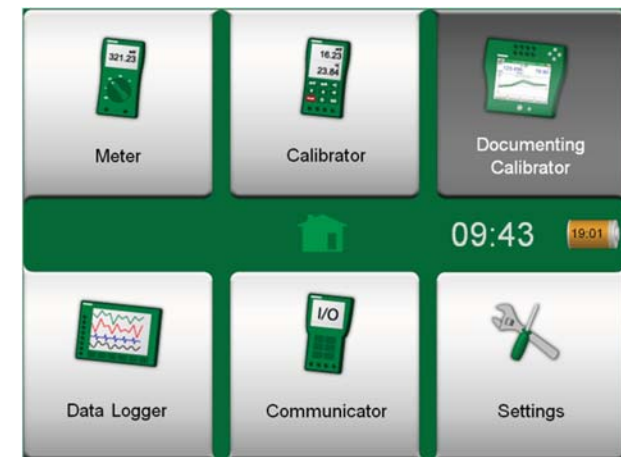 321.23
Meter
16.23
23.84
Calibrator
Documenting
Calibrator
09:43
19:01
Data Logger
I/O
Communicator
Settings